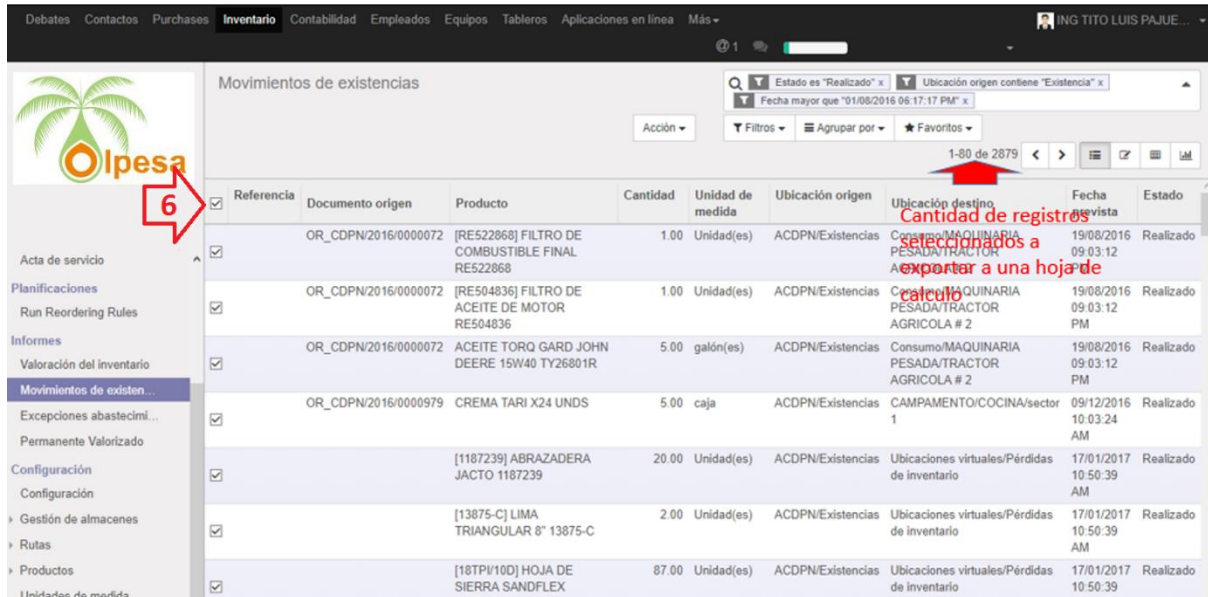 Debates Contactos Purchases Inventario Contabilidad Empleados Equipos Tableros Aplicaciones en línea Más
ING TITO LUIS PAJUE...
@ 1
Olpesa
Movimientos de existencias
Estado es "Realizado" x
Ubicación origen contiene "Existencia" x
Fecha mayor que "01/08/2016 06:17:17 PM" x
Acción
Filtros
Agrupar por
Favoritos
1-80 de 2879
6
Cantidad de registros
seleccionados a
exportar a una hoja de
calculo
Referencia Documento origen Producto Cantidad Unidad de medida Ubicación origen Ubicación destino Fecha prevista Estado
OR_CDPN/2016/0000072 [RE522868] FILTRO DE 1.00 Unidad(es) ACDPN/Existencias Consumo/MAQUINARIA 19/08/2016 Realizado
COMBUSTIBLE FINAL PESADA/TRACTOR 09:03:12
RE522868 AGRICOLA # 2 PM
OR_CDPN/2016/0000072 [RE504836] FILTRO DE 1.00 Unidad(es) ACDPN/Existencias Consumo/MAQUINARIA 19/08/2016 Realizado
ACEITE DE MOTOR PESADA/TRACTOR 09:03:12
RE504836 AGRICOLA # 2 PM
OR_CDPN/2016/0000072 ACEITE TORQ GARD JOHN 5.00 galón(es) ACDPN/Existencias Consumo/MAQUINARIA 19/08/2016 Realizado
DEERE 15W40 TY26801R PESADA/TRACTOR 09:03:12
AGRICOLA # 2 PM
OR_CDPN/2016/0000979 CREMA TARI X24 UNDS 5.00 caja ACDPN/Existencias CAMPAMENTO/COCINA/sector 09/12/2016 Realizado
1 10:03:24
AM
[1187239] ABRAZADERA 20.00 Unidad(es) ACDPN/Existencias Ubicaciones virtuales/Pérdidas 17/01/2017 Realizado
JACTO 1187239 de inventario 10:50:39
AM
[13875-C] LIMA 2.00 Unidad(es) ACDPN/Existencias Ubicaciones virtuales/Pérdidas 17/01/2017 Realizado
TRIANGULAR 8" 13875-C de inventario 10:50:39
AM
[18TPI/10D] HOJA DE 87.00 Unidad(es) ACDPN/Existencias Ubicaciones virtuales/Pérdidas 17/01/2017 Realizado
SIERRA SANDFLEX de inventario 10:50:39
Acta de servicio
Planificaciones
Run Reordering Rules
Informes
Valoración del inventario
Movimientos de existen...
Excepciones abastecimi...
Permanente Valorizado
Configuración
Configuración
Gestión de almacenes
Rutas
Productos
Unidades de medida